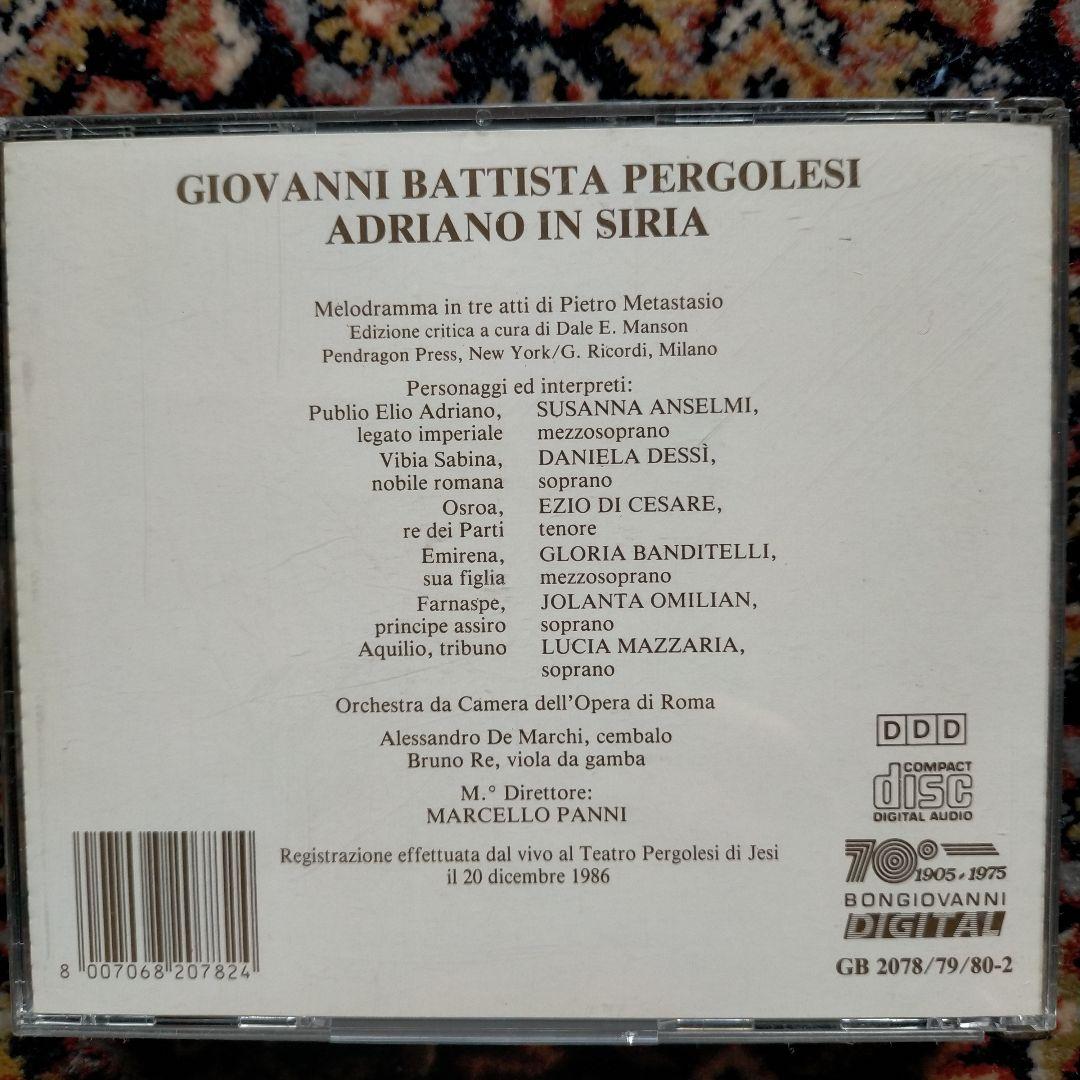 GIOVANNI BATTISTA PERGOLESI
ADRIANO IN SIRIA
Melodramma in tre atti di Pietro Metastasio
Edizione critica a cura di Dale E. Manson
Pendragon Press, New York/G. Ricordi, Milano
Personaggi ed interpreti:
Publio Elio Adriano, SUSANNA ANSELMI,
legato imperiale mezzosoprano
Vibia Sabina, DANIELA DESSÌ,
nobile romana soprano
Osroa, EZIO DI CESARE,
re dei Parti tenore
Emirena, GLORIA BANDITELLI,
sua figlia mezzosoprano
Farnaspe, JOLANTA OMILIAN,
principe assiro soprano
Aquilio, tribuno LUCIA MAZZARIA,
soprano
Orchestra da Camera dell'Opera di Roma
Alessandro De Marchi, cembalo
Bruno Re, viola da gamba
M.° Direttore:
MARCELLO PANNI
Registrazione effettuata dal vivo al Teatro Pergolesi di Jesi
il 20 dicembre 1986
8 007068 207824
DDD
COMPACT
disc
DIGITAL AUDIO
70°
1905-1975
BONGIOVANNI
DIGITAL
GB 2078/79/80-2